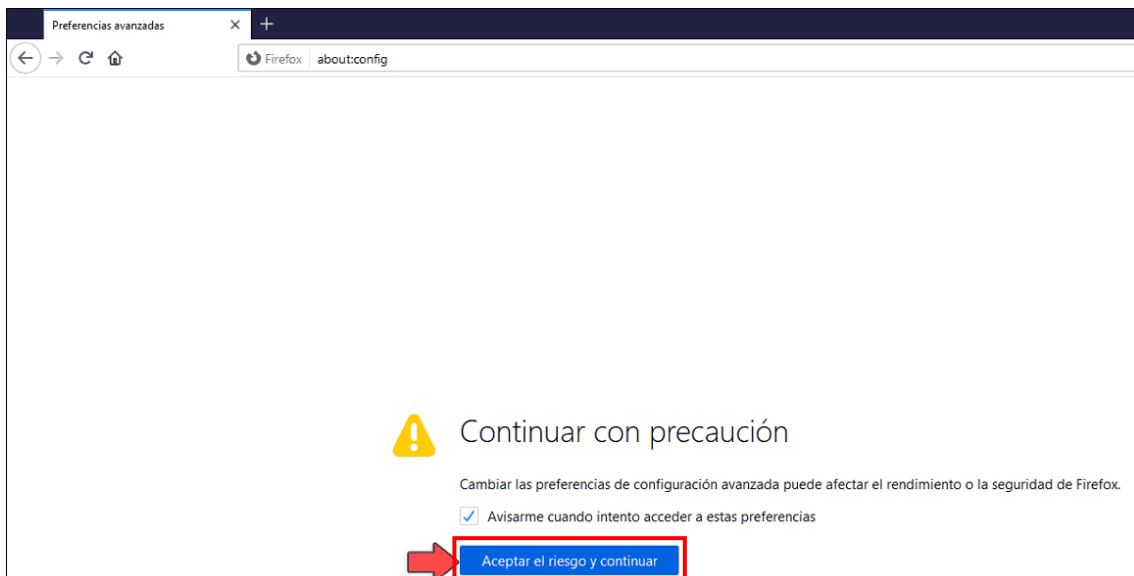 Preferencias avanzadas
Firefox about:config
Continuar con precaución
Cambiar las preferencias de configuración avanzada puede afectar el rendimiento o la seguridad de Firefox.
Avisarme cuando intento acceder a estas preferencias
Aceptar el riesgo y continuar